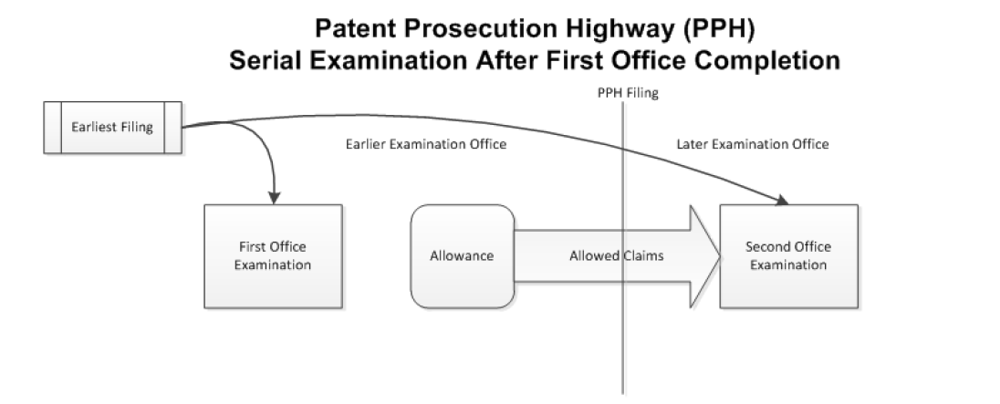 Patent Prosecution Highway (PPH)
Serial Examination After First Office Completion
PPH Filing
Earliest Filing
Earlier Examination Office
Later Examination Office
First Office
Examination
Allowance
Allowed Claims
Second Office
Examination